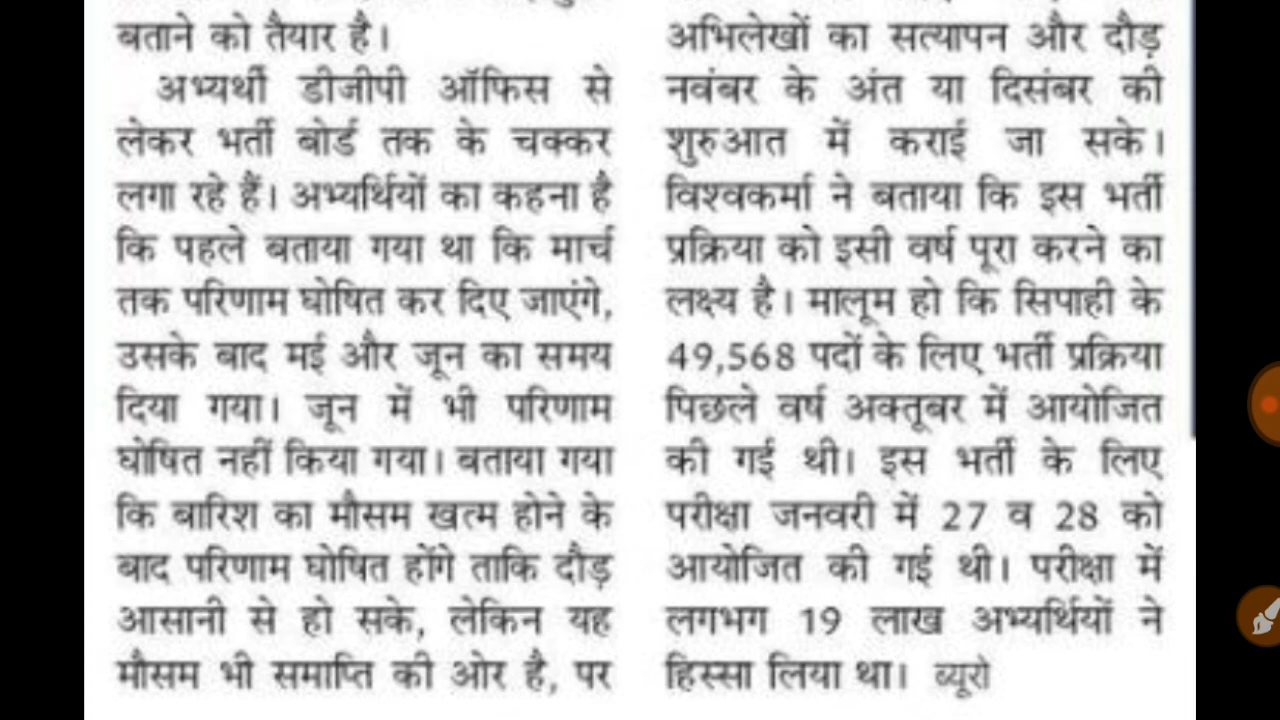 बताने को तैयार है।
अभ्यर्थी डीजीपी ऑफिस से
लेकर भर्ती बोर्ड तक के चक्कर
लगा रहे हैं। अभ्यर्थियों का कहना है
कि पहले बताया गया था कि मार्च
तक परिणाम घोषित कर दिए जाएंगे,
उसके बाद मई और जून का समय
दिया गया। जून में भी परिणाम
घोषित नहीं किया गया। बताया गया
कि बारिश का मौसम खत्म होने के
बाद परिणाम घोषित होंगे ताकि दौड़
आसानी से हो सके, लेकिन यह
मौसम भी समाप्ति की ओर है, पर
अभिलेखों का सत्यापन और दौड़
नवंबर के अंत या दिसंबर की
शुरुआत में कराई जा सके।
विश्वकर्मा ने बताया कि इस भर्ती
प्रक्रिया को इसी वर्ष पूरा करने का
लक्ष्य है। मालूम हो कि सिपाही के
49,568 पदों के लिए भर्ती प्रक्रिया
पिछले वर्ष अक्तूबर में आयोजित
की गई थी। इस भर्ती के लिए
परीक्षा जनवरी में 27 व 28 को
आयोजित की गई थी। परीक्षा में
लगभग 19 लाख अभ्यर्थियों ने
हिस्सा लिया था। ब्यूरो